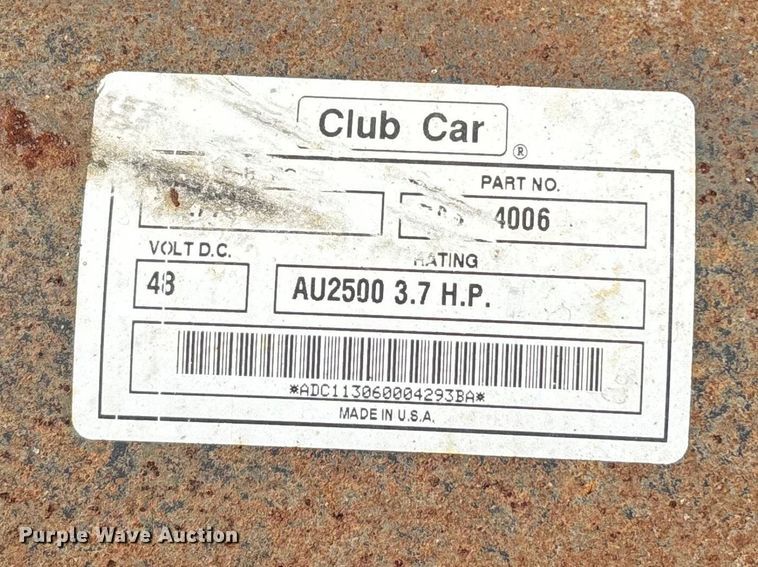 Club Car
®
PART NO.
4006
VOLT D.C.
RATING
48
AU2500 3.7 H.P.
*ADC113060004293BA*
MADE IN U.S.A.
Purple Wave Auction